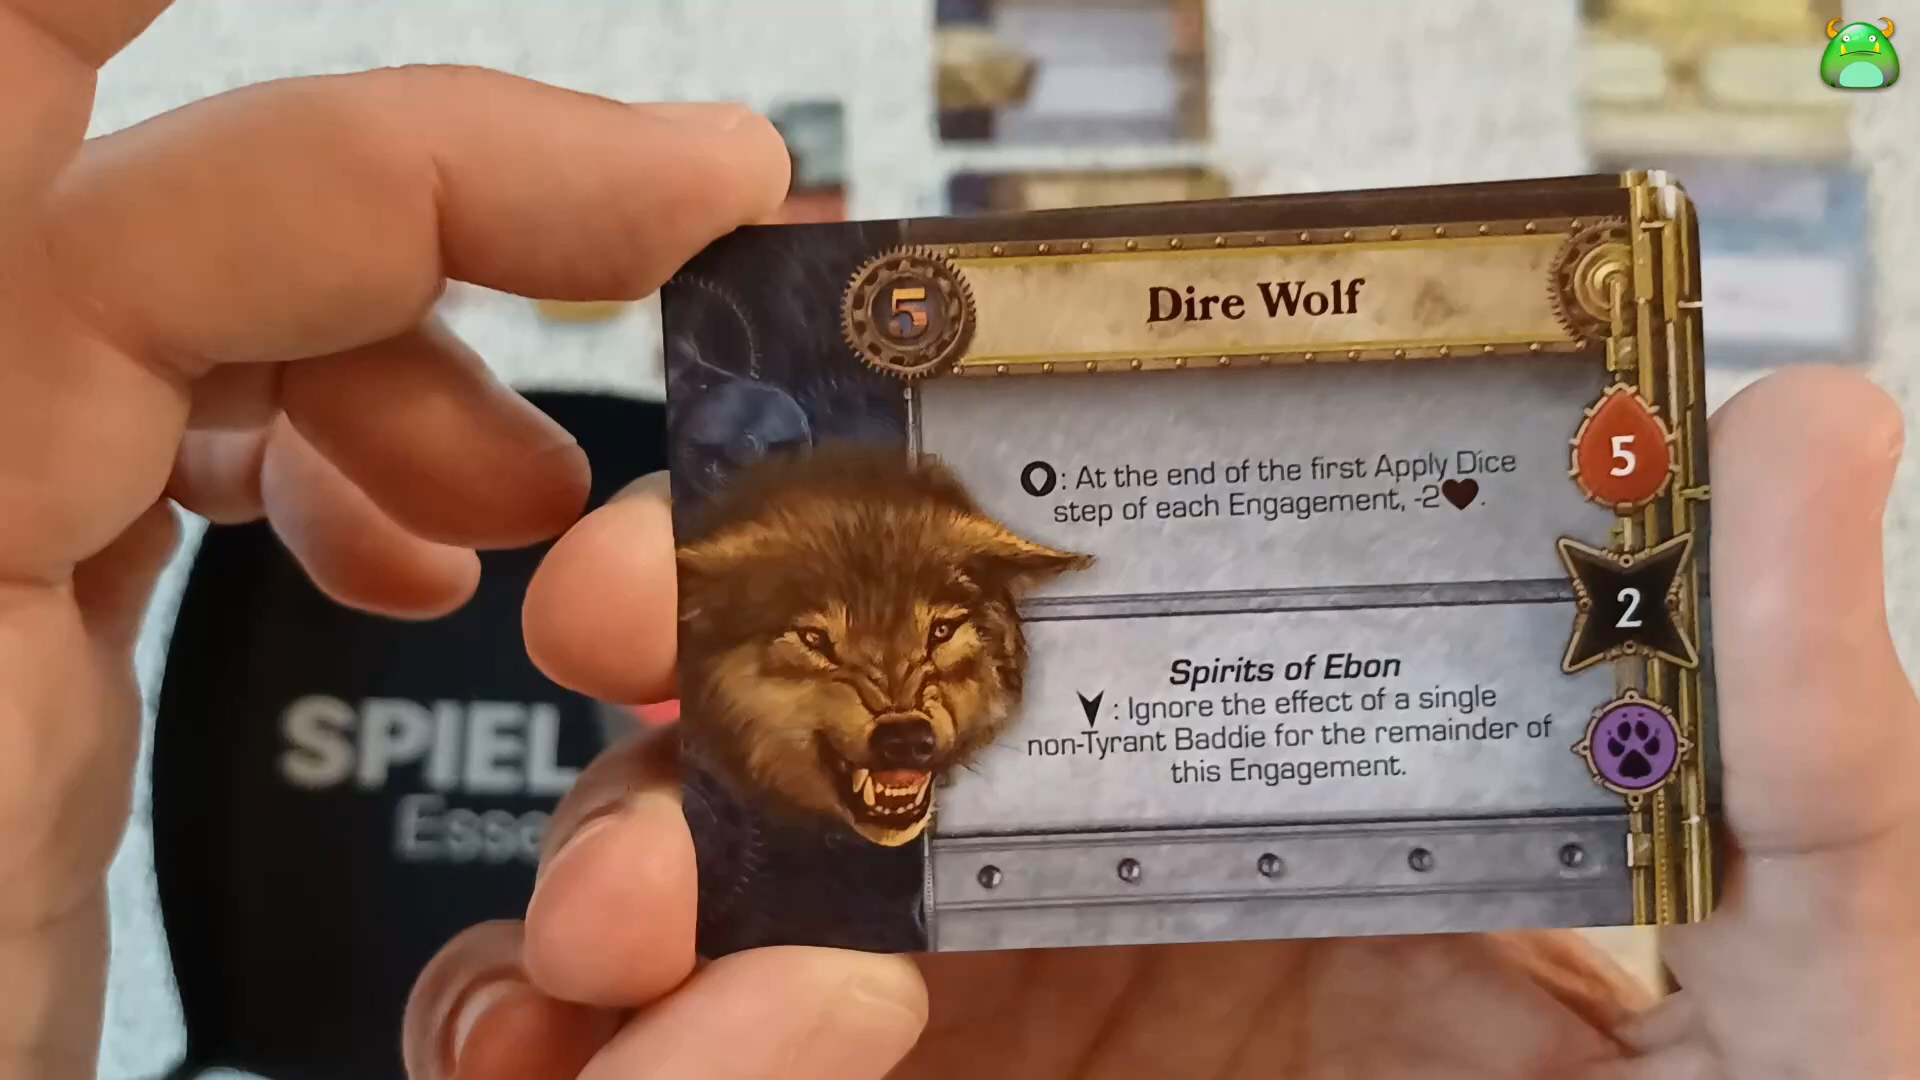 5
Dire Wolf
: At the end of the first Apply Dice
step of each Engagement, -2
5
2
Spirits of Ebon
: Ignore the effect of a single
non-Tyrant Baddie for the remainder of
this Engagement.
SPIEL